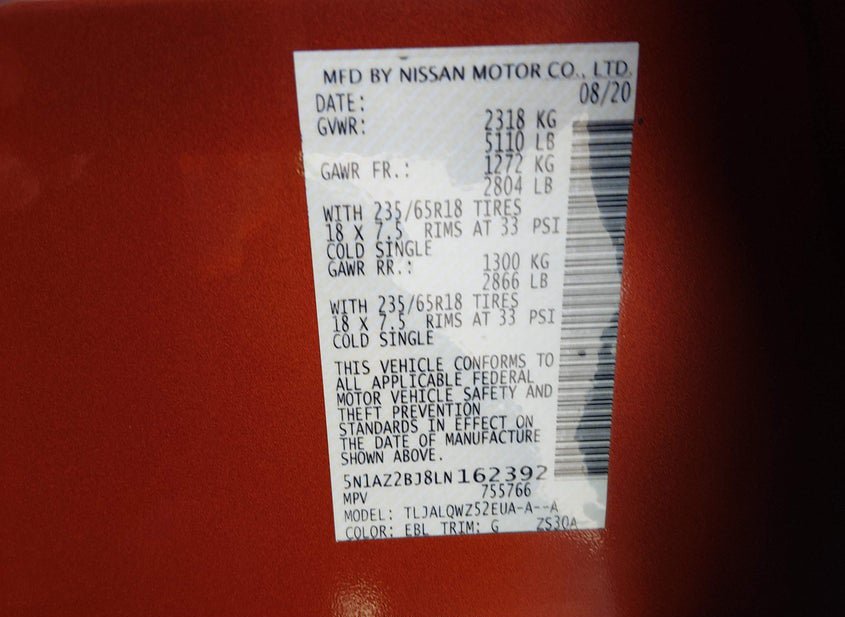 MFD BY NISSAN MOTOR CO., LTD.
DATE: 08/20
GVWR: 2318 KG
5110 LB
GAWR FR.: 1272 KG
2804 LB
WITH 235/65R18 TIRES
18 X 7.5 RIMS AT 33 PSI
COLD SINGLE
GAWR RR.: 1300 KG
2866 LB
WITH 235/65R18 TIRES
18 X 7.5 RIMS AT 33 PSI
COLD SINGLE
THIS VEHICLE CONFORMS TO
ALL APPLICABLE FEDERAL
MOTOR VEHICLE SAFETY AND
THEFT PREVENTION
STANDARDS IN EFFECT ON
THE DATE OF MANUFACTURE
SHOWN ABOVE.
5N1AZ2BJ8LN162392
MPV 755766
MODEL: TLJALQWZ52EUA-A--A
COLOR: EBL TRIM: G ZS30A